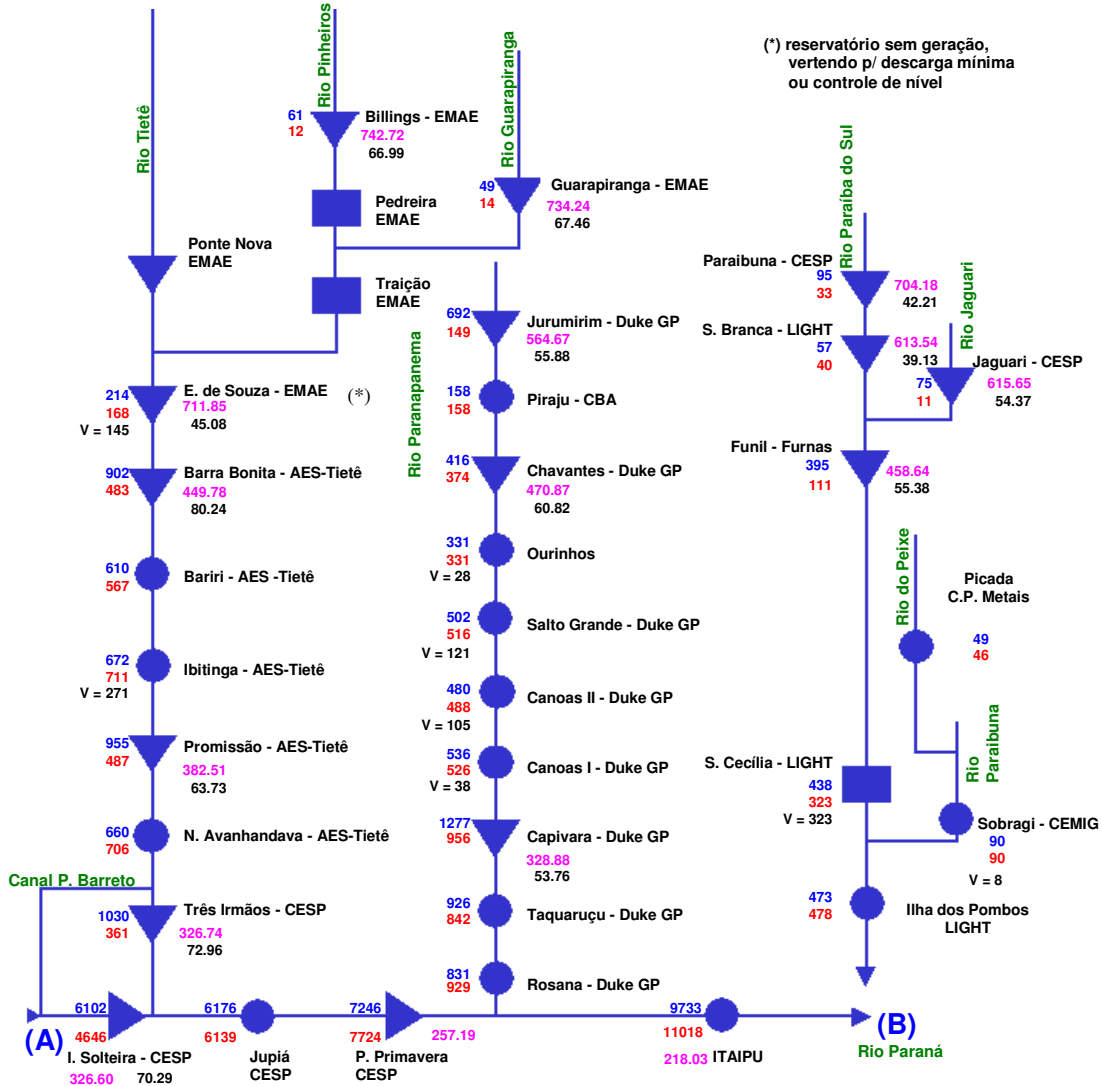 (*) reservatório sem geração,
vertendo p/ descarga mínima
ou controle de nível
Rio Tietê
Rio Pinheiros
Rio Guarapiranga
61
12
Billings - EMAE
742.72
66.99
Pedreira
EMAE
49
14
Guarapiranga - EMAE
734.24
67.46
Ponte Nova
EMAE
Traição
EMAE
214
168
V = 145
E. de Souza - EMAE (*)
711.85
45.08
902
483
Barra Bonita - AES-Tietê
449.78
80.24
610
567
Bariri - AES -Tietê
672
711
V = 271
Ibitinga - AES-Tietê
955
487
Promissão - AES-Tietê
382.51
63.73
660
706
N. Avanhandava - AES-Tietê
Canal P. Barreto
1030
361
Três Irmãos - CESP
326.74
72.96
Rio Paranapanema
692
149
Jurumirim - Duke GP
564.67
55.88
158
158
Piraju - CBA
416
374
Chavantes - Duke GP
470.87
60.82
331
331
V = 28
Ourinhos
502
516
V = 121
Salto Grande - Duke GP
480
488
V = 105
Canoas II - Duke GP
536
526
V = 38
Canoas I - Duke GP
1277
956
Capivara - Duke GP
328.88
53.76
926
842
Taquaruçu - Duke GP
831
929
Rosana - Duke GP
Rio Paraíba do Sul
Paraibuna - CESP
95
33
704.18
42.21
S. Branca - LIGHT
57
40
613.54
39.13
Rio Jaguari
Jaguari - CESP
75
11
615.65
54.37
Funil - Furnas
395
111
458.64
55.38
Rio do Peixe
Picada
C.P. Metais
49
46
S. Cecília - LIGHT
438
323
V = 323
Rio
Paraibuna
Sobragi - CEMIG
90
90
V = 8
473
478
Ilha dos Pombos
LIGHT
(A)
6102
4646
I. Solteira - CESP
326.60
70.29
6176
6139
Jupiá
CESP
7246
7724
257.19
P. Primavera
CESP
9733
11018
218.03 ITAIPU
(B)
Rio Paraná